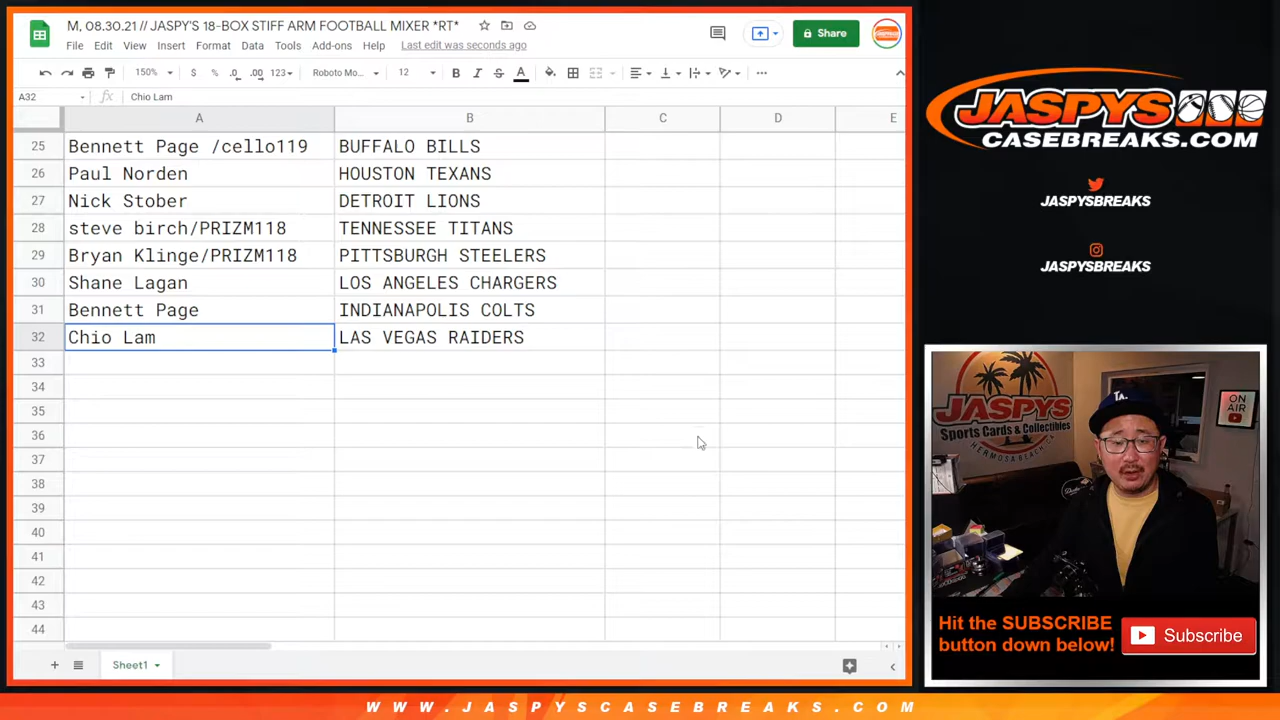 M, 08.30.21 // JASPY'S 18-BOX STIFF ARM FOOTBALL MIXER *RT*
File Edit View Insert Format Data Tools Add-ons Help Last edit was seconds ago
Share
150% $ % .0 .00 123 Roboto Mo... 12 B I S A
A32 fx Chio Lam
A B C D E
25 Bennett Page /cello119 BUFFALO BILLS
26 Paul Norden HOUSTON TEXANS
27 Nick Stober DETROIT LIONS
28 steve birch/PRIZM118 TENNESSEE TITANS
29 Bryan Klinge/PRIZM118 PITTSBURGH STEELERS
30 Shane Lagan LOS ANGELES CHARGERS
31 Bennett Page INDIANAPOLIS COLTS
32 Chio Lam LAS VEGAS RAIDERS
33
34
35
36
37
38
39
40
41
42
43
44
Sheet1
JASPYS
CASEBREAKS.COM
JASPYSBREAKS
JASPYSBREAKS
JASPYS
Sports Cards & Collectibles
HERMOSA BEACH, CA
ON
AIR
LA
Hit the SUBSCRIBE
button down below!
Subscribe
WWW.JASPYSCASEBREAKS.COM